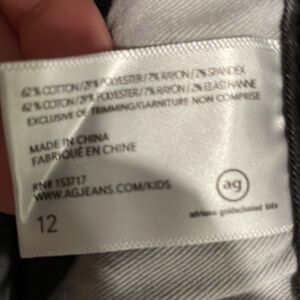 62% COTTON/29% POLYESTER/7% RAYON/2% SPANDEX
62% COTTON/29% POLYESTER/7% RAYON/2% ELASTHANNE
EXCLUSIVE OF TRIMMING/GARNITURE NON COMPRISE
MADE IN CHINA
FABRIQUÉ EN CHINE
RN# 153717
WWW.AGJEANS.COM/KIDS
ag
12
adriano goldschmied kids